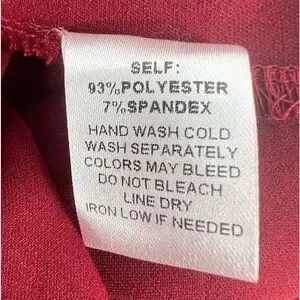 SELF:
93%POLYESTER
7%SPANDEX
HAND WASH COLD
WASH SEPARATELY
COLORS MAY BLEED
DO NOT BLEACH
LINE DRY
IRON LOW IF NEEDED